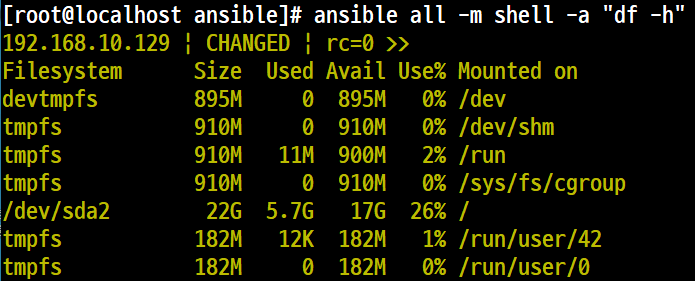 [root@localhost ansible]# ansible all -m shell -a "df -h"
192.168.10.129 | CHANGED | rc=0 >>
Filesystem      Size  Used Avail Use% Mounted on
devtmpfs        895M     0  895M   0% /dev
tmpfs           910M     0  910M   0% /dev/shm
tmpfs           910M   11M  900M   2% /run
tmpfs           910M     0  910M   0% /sys/fs/cgroup
/dev/sda2        22G  5.7G   17G  26% /
tmpfs           182M   12K  182M   1% /run/user/42
tmpfs           182M     0  182M   0% /run/user/0